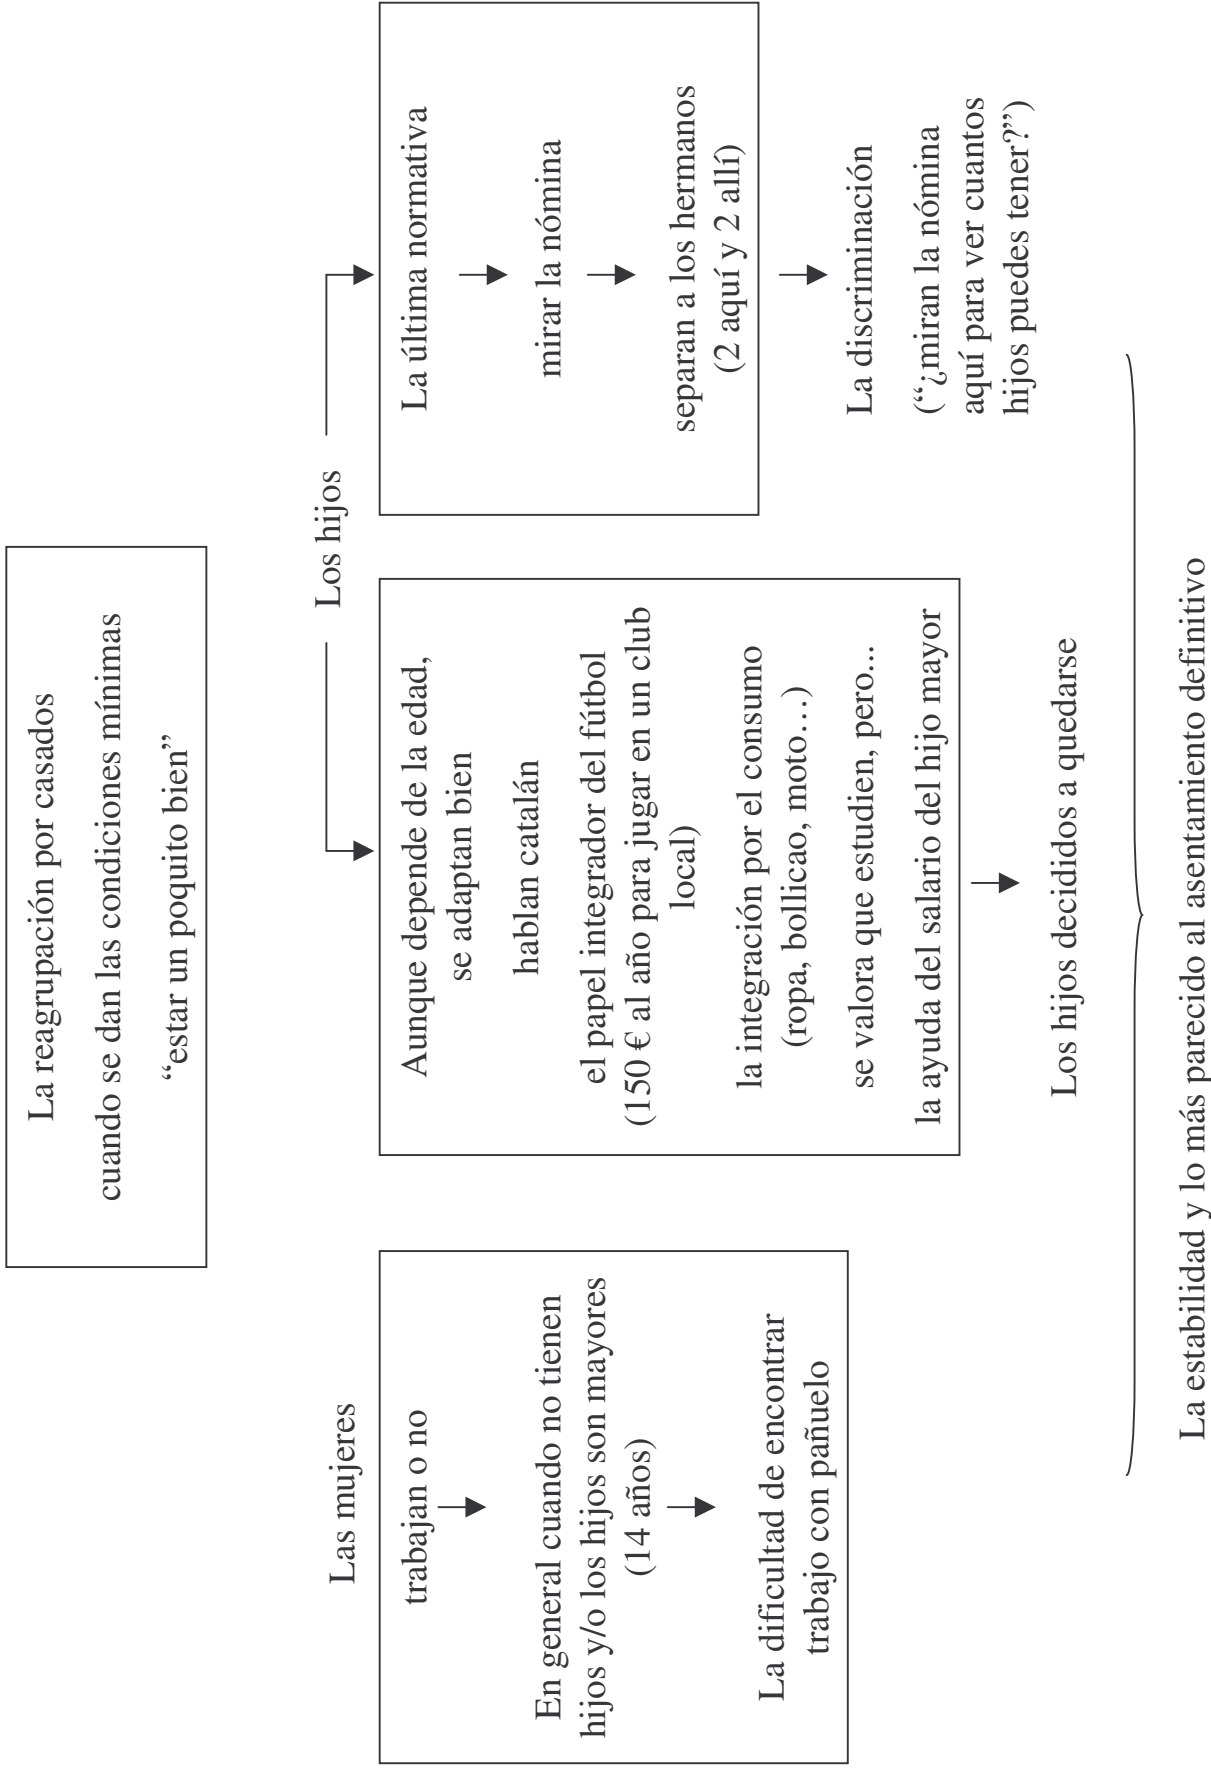 La reagrupación por casados
cuando se dan las condiciones mínimas
“estar un poquito bien”
Las mujeres
trabajan o no
En general cuando no tienen
hijos y/o los hijos son mayores
(14 años)
La dificultad de encontrar
trabajo con pañuelo
Los hijos
Aunque depende de la edad,
se adaptan bien
hablan catalán
el papel integrador del fútbol
(150 € al año para jugar en un club
local)
la integración por el consumo
(ropa, bollicao, moto…)
se valora que estudien, pero...
la ayuda del salario del hijo mayor
Los hijos decididos a quedarse
La última normativa
mirar la nómina
separan a los hermanos
(2 aquí y 2 allí)
La discriminación
(“¿miran la nómina
aquí para ver cuantos
hijos puedes tener?”)
La estabilidad y lo más parecido al asentamiento definitivo